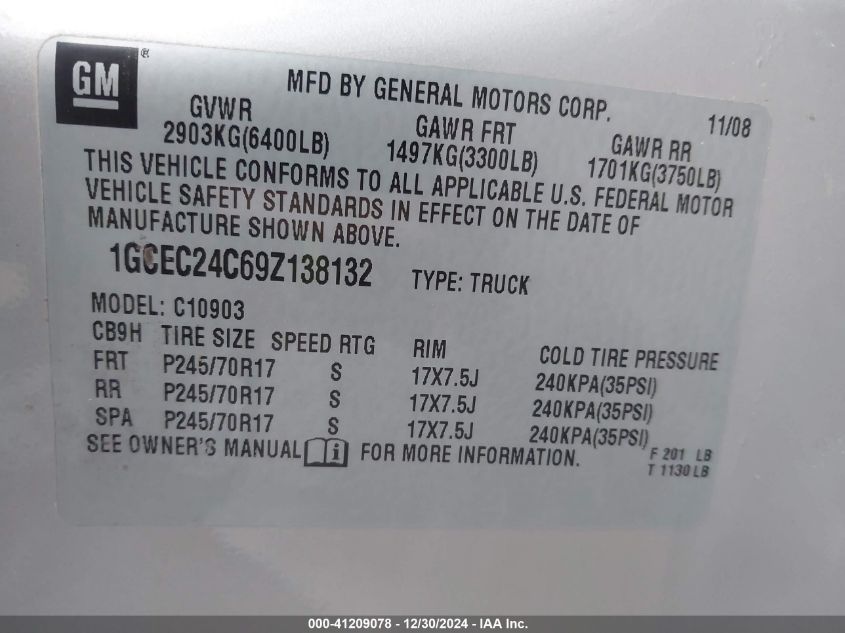 GM ®
MFD BY GENERAL MOTORS CORP.
11/08
GVWR GAWR FRT GAWR RR
2903KG(6400LB) 1497KG(3300LB) 1701KG(3750LB)
THIS VEHICLE CONFORMS TO ALL APPLICABLE U.S. FEDERAL MOTOR
VEHICLE SAFETY STANDARDS IN EFFECT ON THE DATE OF
MANUFACTURE SHOWN ABOVE.
1GCEC24C69Z138132 TYPE: TRUCK
MODEL: C10903
CB9H TIRE SIZE SPEED RTG RIM COLD TIRE PRESSURE
FRT P245/70R17 S 17X7.5J 240KPA(35PSI)
RR P245/70R17 S 17X7.5J 240KPA(35PSI)
SPA P245/70R17 S 17X7.5J 240KPA(35PSI)
SEE OWNER'S MANUAL i FOR MORE INFORMATION.
F 201 LB
T 1130 LB
000-41209078 - 12/30/2024 - IAA Inc.